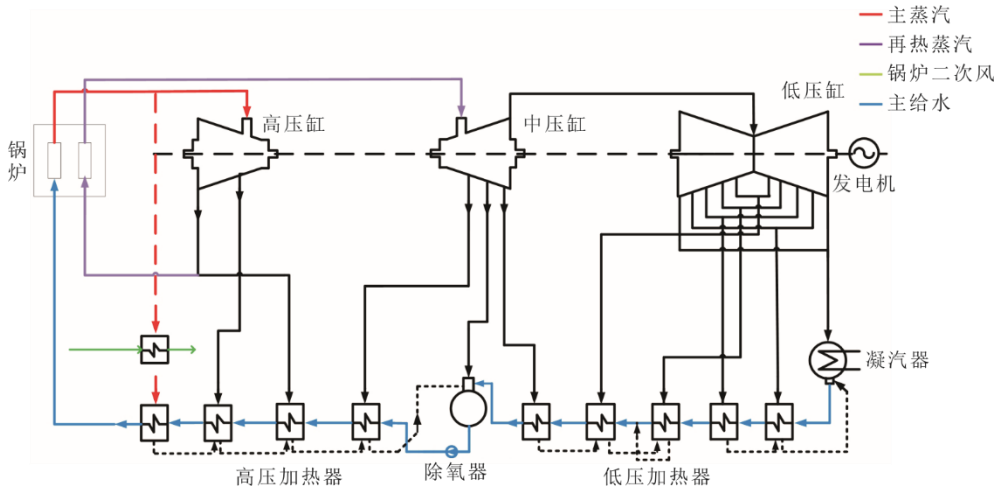 主蒸汽
再热蒸汽
锅炉二次风
主给水
锅炉
高压缸
中压缸
低压缸
发电机
凝汽器
高压加热器
除氧器
低压加热器